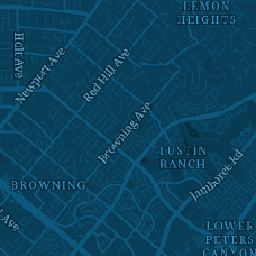 LEMON
HEIGHTS
Holt Ave
Newport Ave
Red Hill Ave
Browning Ave
TUSTIN
RANCH
BROWNING
Jamboree Rd
Ave
LOWER
PETERS
CANYON